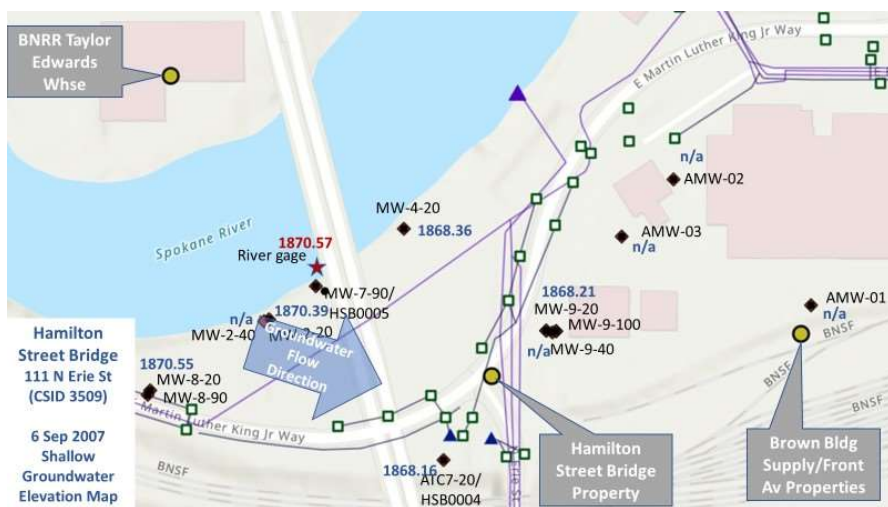 BNRR Taylor
Edwards
Whse
E Martin Luther King Jr Way
n/a
AMW-02
MW-4-20
1868.36
Spokane River
AMW-03
n/a
1870.57
River gage
MW-7-90/
HSB0005
1870.39
n/a
MW-2-40
1868.21
MW-9-20
MW-9-100
n/a
MW-9-40
AMW-01
n/a
BNSF
BNSF
BNSF
Groundwater
Flow
Direction
1870.55
MW-8-20
MW-8-90
E Martin Luther King Jr Way
BNSF
1868.16
ATC7-20/
HSB0004
Hamilton
Street Bridge
111 N Erie St
(CSID 3509)
6 Sep 2007
Shallow
Groundwater
Elevation Map
Hamilton
Street Bridge
Property
Brown Bldg
Supply/Front
Av Properties